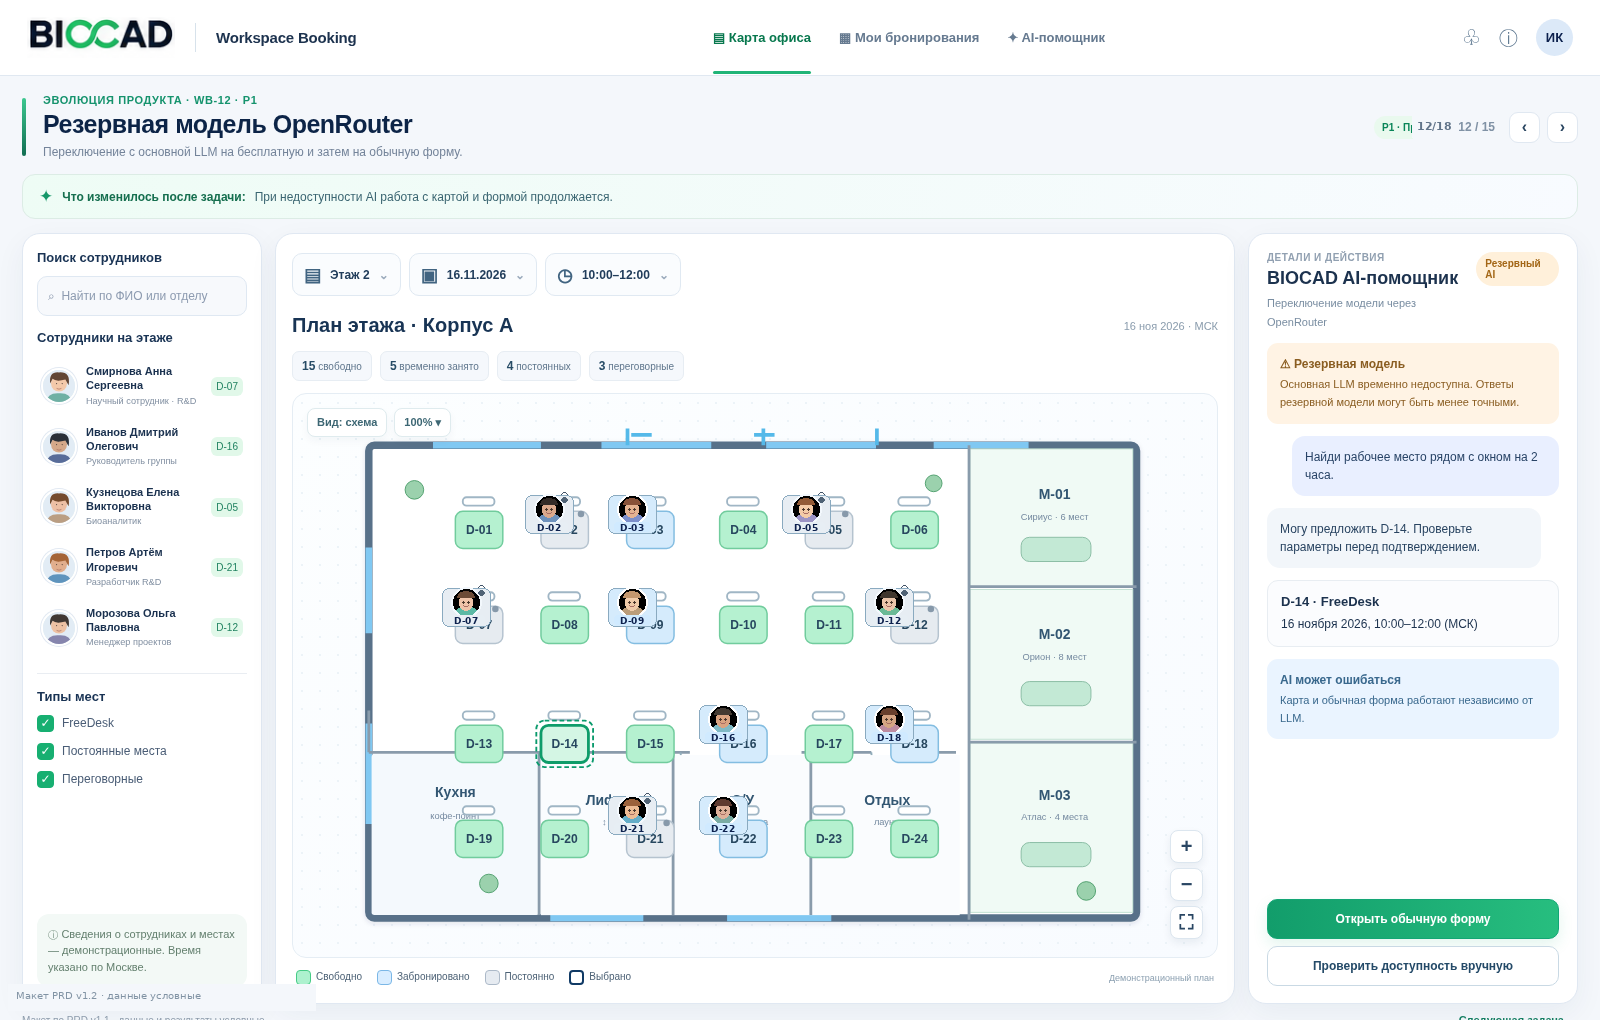 BIOCAD
Workspace Booking
Карта офиса
Мои бронирования
AI-помощник
ИК
ЭВОЛЮЦИЯ ПРОДУКТА · WB-12 · P1
Резервная модель OpenRouter
Переключение с основной LLM на бесплатную и затем на обычную форму.
P1 · Пр
12/18
12 / 15
Что изменилось после задачи: При недоступности AI работа с картой и формой продолжается.
Поиск сотрудников
Найти по ФИО или отделу
Сотрудники на этаже
Смирнова Анна
Сергеевна
Научный сотрудник · R&D
D-07
Иванов Дмитрий
Олегович
Руководитель группы
D-16
Кузнецова Елена
Викторовна
Биоаналитик
D-05
Петров Артём
Игоревич
Разработчик R&D
D-21
Морозова Ольга
Павловна
Менеджер проектов
D-12
Типы мест
FreeDesk
Постоянные места
Переговорные
Сведения о сотрудниках и местах
— демонстрационные. Время
указано по Москве.
Макет PRD v1.2 · данные условные
Этаж 2
16.11.2026
10:00–12:00
План этажа · Корпус А
16 ноя 2026 · МСК
15 свободно
5 временно занято
4 постоянных
3 переговорные
Вид: схема
100% ▾
D-01
D-02
D-03
D-04
D-05
D-06
D-07
D-08
D-09
D-10
D-11
D-12
D-13
D-14
D-15
D-16
D-17
D-18
D-19
D-20
D-21
D-22
D-23
D-24
M-01
Сириус · 6 мест
M-02
Орион · 8 мест
M-03
Атлас · 4 места
Кухня
кофе-поинт
Отдых
Свободно
Забронировано
Постоянно
Выбрано
Демонстрационный план
ДЕТАЛИ И ДЕЙСТВИЯ
BIOCAD AI-помощник
Резервный
AI
Переключение модели через
OpenRouter
⚠ Резервная модель
Основная LLM временно недоступна. Ответы
резервной модели могут быть менее точными.
Найди рабочее место рядом с окном на 2
часа.
Могу предложить D-14. Проверьте
параметры перед подтверждением.
D-14 · FreeDesk
16 ноября 2026, 10:00–12:00 (МСК)
AI может ошибаться
Карта и обычная форма работают независимо от
LLM.
Открыть обычную форму
Проверить доступность вручную